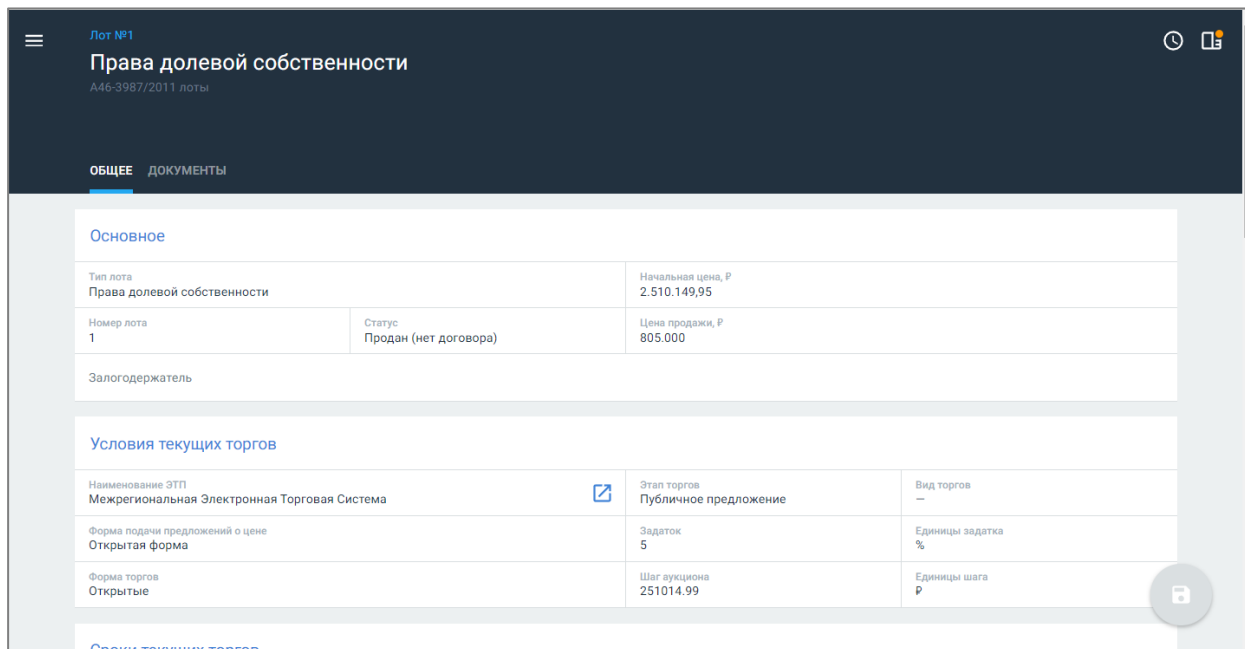 Лот №1
Права долевой собственности
А46-3987/2011 лоты
ОБЩЕЕ ДОКУМЕНТЫ
Основное
Тип лота Начальная цена, ₽
Права долевой собственности 2.510.149,95
Номер лота Статус Цена продажи, ₽
1 Продан (нет договора) 805.000
Залогодержатель
Условия текущих торгов
Наименование ЭТП Этап торгов Вид торгов
Межрегиональная Электронная Торговая Система Публичное предложение —
Форма подачи предложений о цене Задаток Единицы задатка
Открытая форма 5 %
Форма торгов Шаг аукциона Единицы шага
Открытые 251014.99 ₽
Сроки текущих торгов